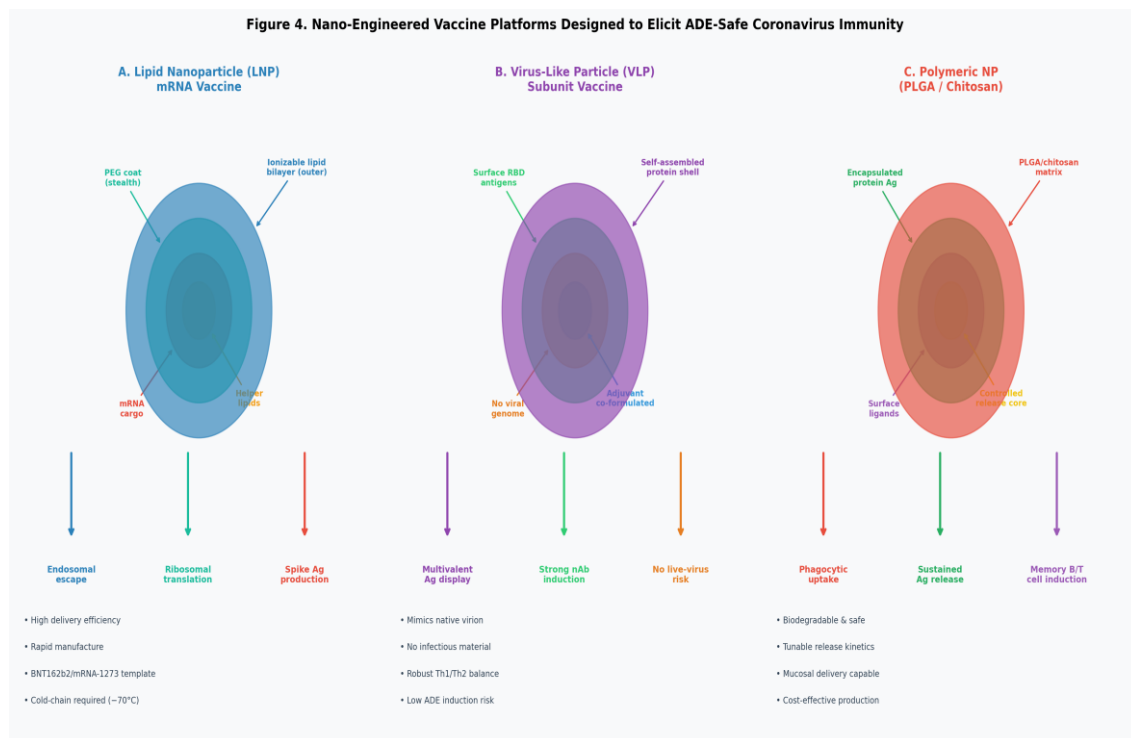 Figure 4. Nano-Engineered Vaccine Platforms Designed to Elicit ADE-Safe Coronavirus Immunity
A. Lipid Nanoparticle (LNP)
mRNA Vaccine
PEG coat
(stealth)
Ionizable lipid
bilayer (outer)
mRNA
cargo
Helper
lipids
Endosomal
escape
Ribosomal
translation
Spike Ag
production
• High delivery efficiency
• Rapid manufacture
• BNT162b2/mRNA-1273 template
• Cold-chain required (−70°C)
B. Virus-Like Particle (VLP)
Subunit Vaccine
Surface RBD
antigens
Self-assembled
protein shell
No viral
genome
Adjuvant
co-formulated
Multivalent
Ag display
Strong nAb
induction
No live-virus
risk
• Mimics native virion
• No infectious material
• Robust Th1/Th2 balance
• Low ADE induction risk
C. Polymeric NP
(PLGA / Chitosan)
Encapsulated
protein Ag
PLGA/chitosan
matrix
Surface
ligands
Controlled
release core
Phagocytic
uptake
Sustained
Ag release
Memory B/T
cell induction
• Biodegradable & safe
• Tunable release kinetics
• Mucosal delivery capable
• Cost-effective production